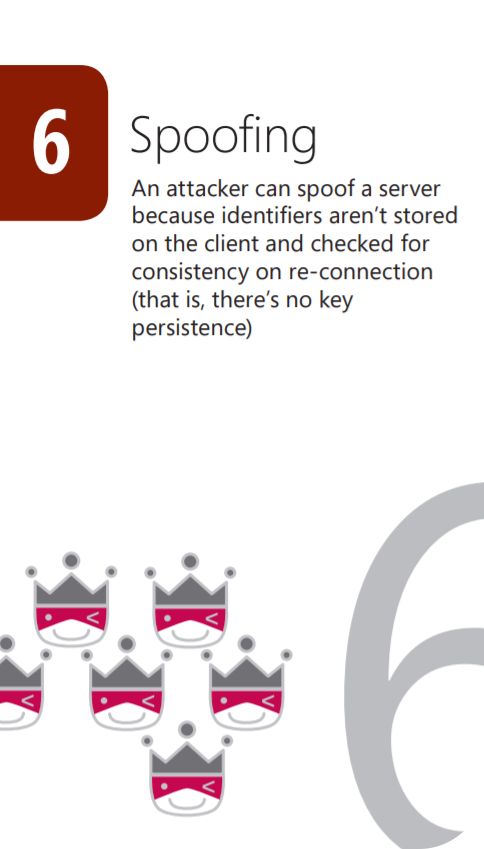 6
Spoofing
An attacker can spoof a server
because identifiers aren’t stored
on the client and checked for
consistency on re-connection
(that is, there’s no key
persistence)
6